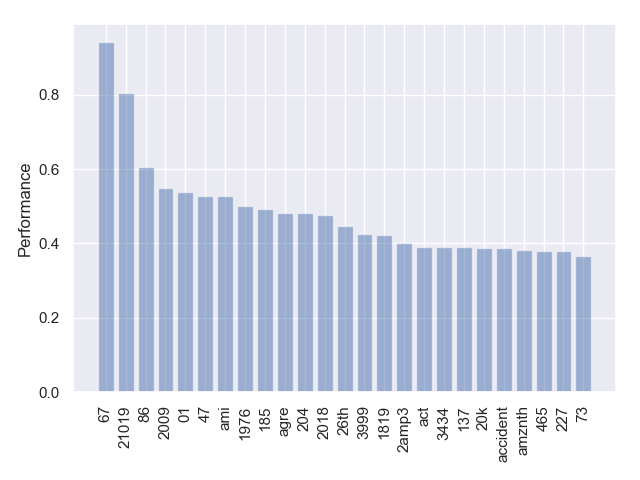 Performance
0.8
0.6
0.4
0.2
0.0
67
21019
86
2009
01
47
ami
1976
185
agre
204
2018
26th
3999
1819
2amp3
act
3434
137
20k
accident
amznth
465
227
73